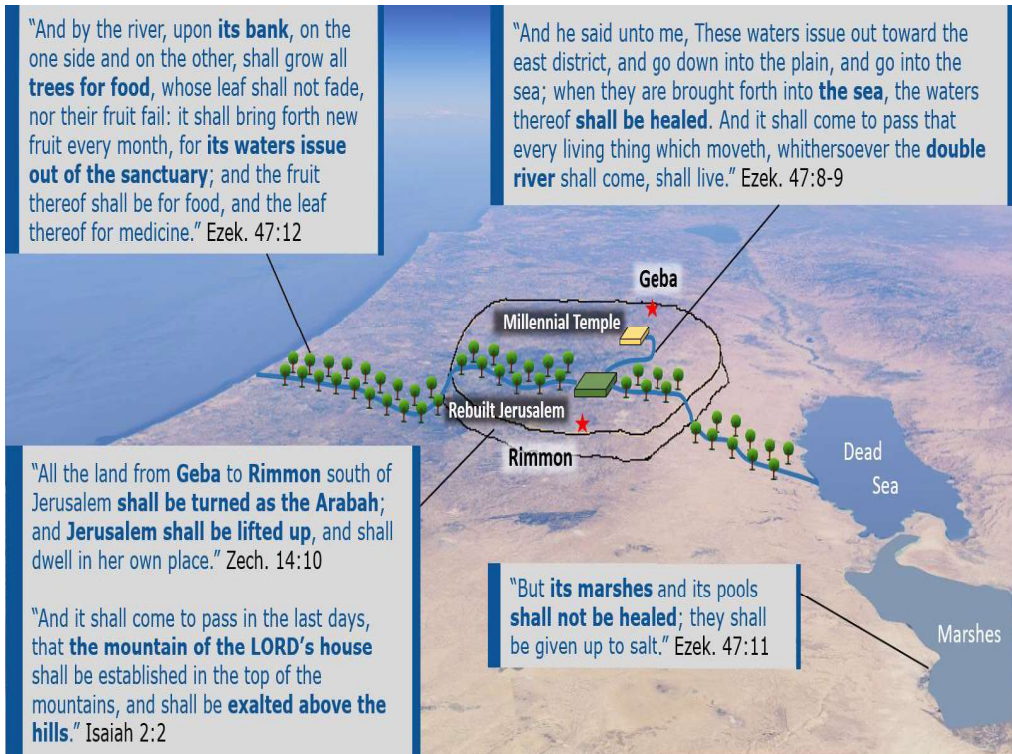 “And by the river, upon its bank, on the
one side and on the other, shall grow all
trees for food, whose leaf shall not fade,
nor their fruit fail: it shall bring forth new
fruit every month, for its waters issue
out of the sanctuary; and the fruit
thereof shall be for food, and the leaf
thereof for medicine.” Ezek. 47:12
“And he said unto me, These waters issue out toward the
east district, and go down into the plain, and go into the
sea; when they are brought forth into the sea, the waters
thereof shall be healed. And it shall come to pass that
every living thing which moveth, whithersoever the double
river shall come, shall live.” Ezek. 47:8-9
Geba
Millennial Temple
Rebuilt Jerusalem
Rimmon
Dead
Sea
Marshes
“All the land from Geba to Rimmon south of
Jerusalem shall be turned as the Arabah;
and Jerusalem shall be lifted up, and shall
dwell in her own place.” Zech. 14:10
“And it shall come to pass in the last days,
that the mountain of the LORD’s house
shall be established in the top of the
mountains, and shall be exalted above the
hills.” Isaiah 2:2
“But its marshes and its pools
shall not be healed; they shall
be given up to salt.” Ezek. 47:11